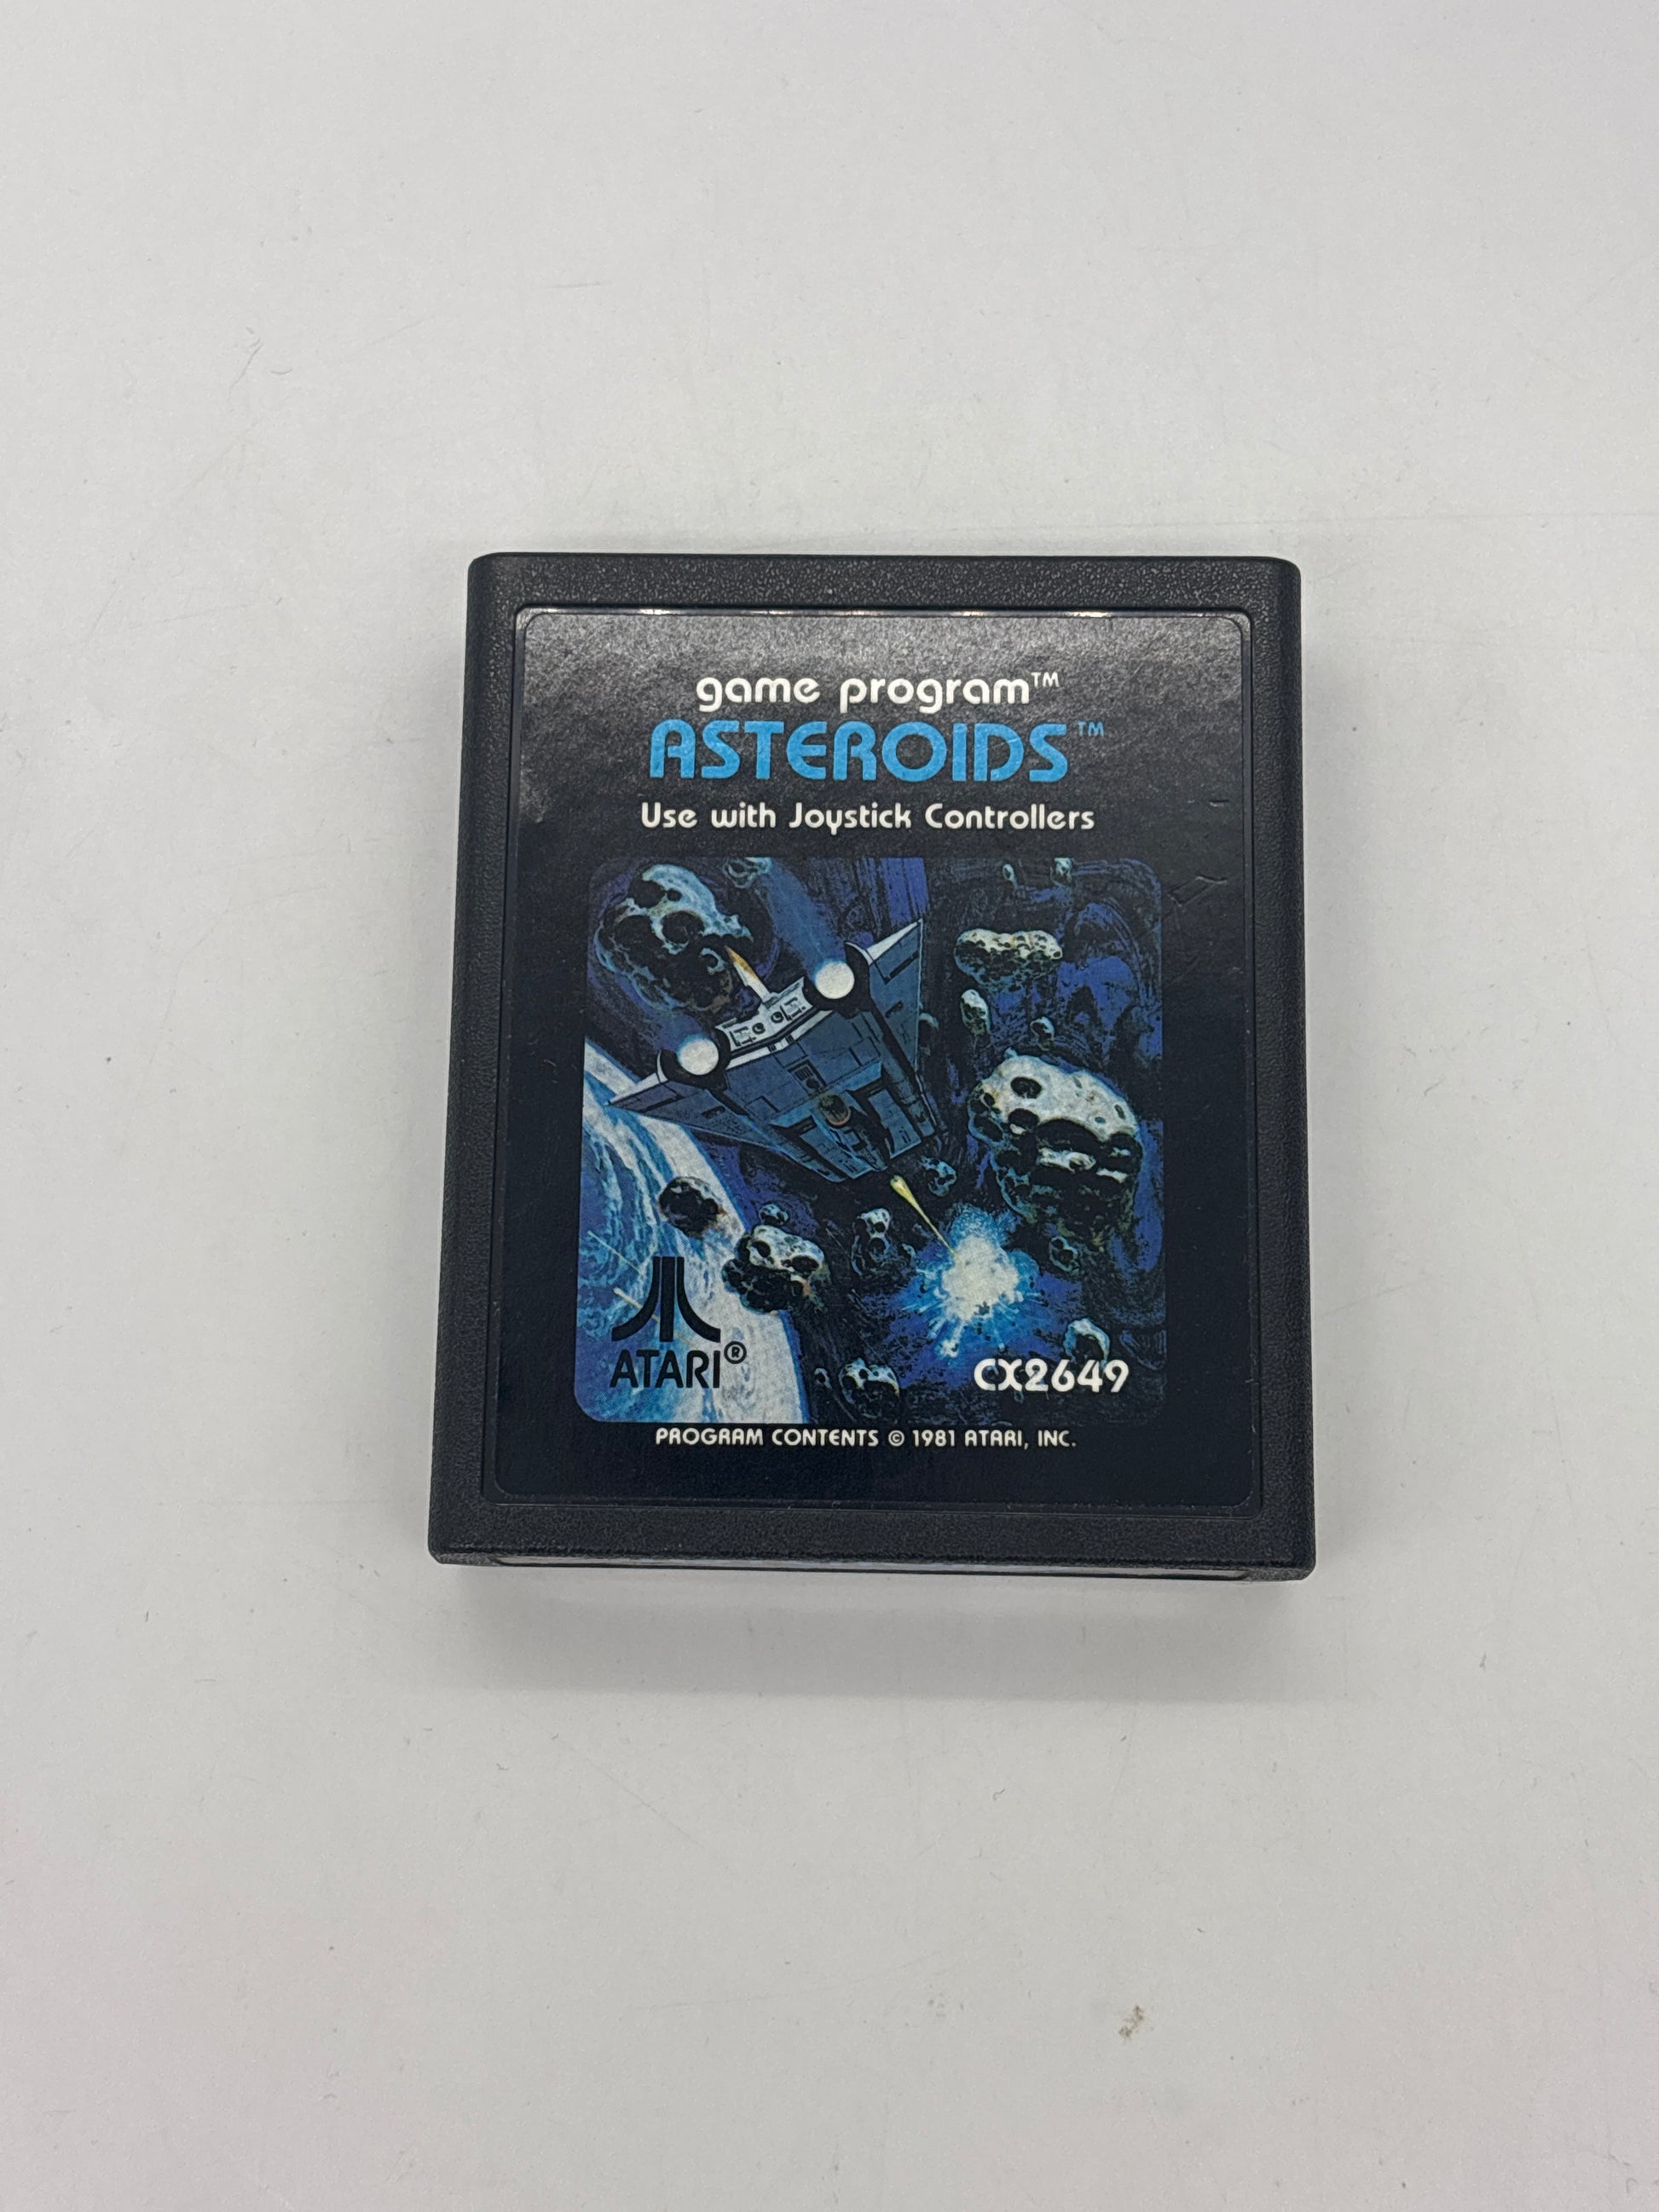 game program™
ASTEROIDS™
Use with Joystick Controllers
ATARI®
CX2649
PROGRAM CONTENTS © 1981 ATARI, INC.